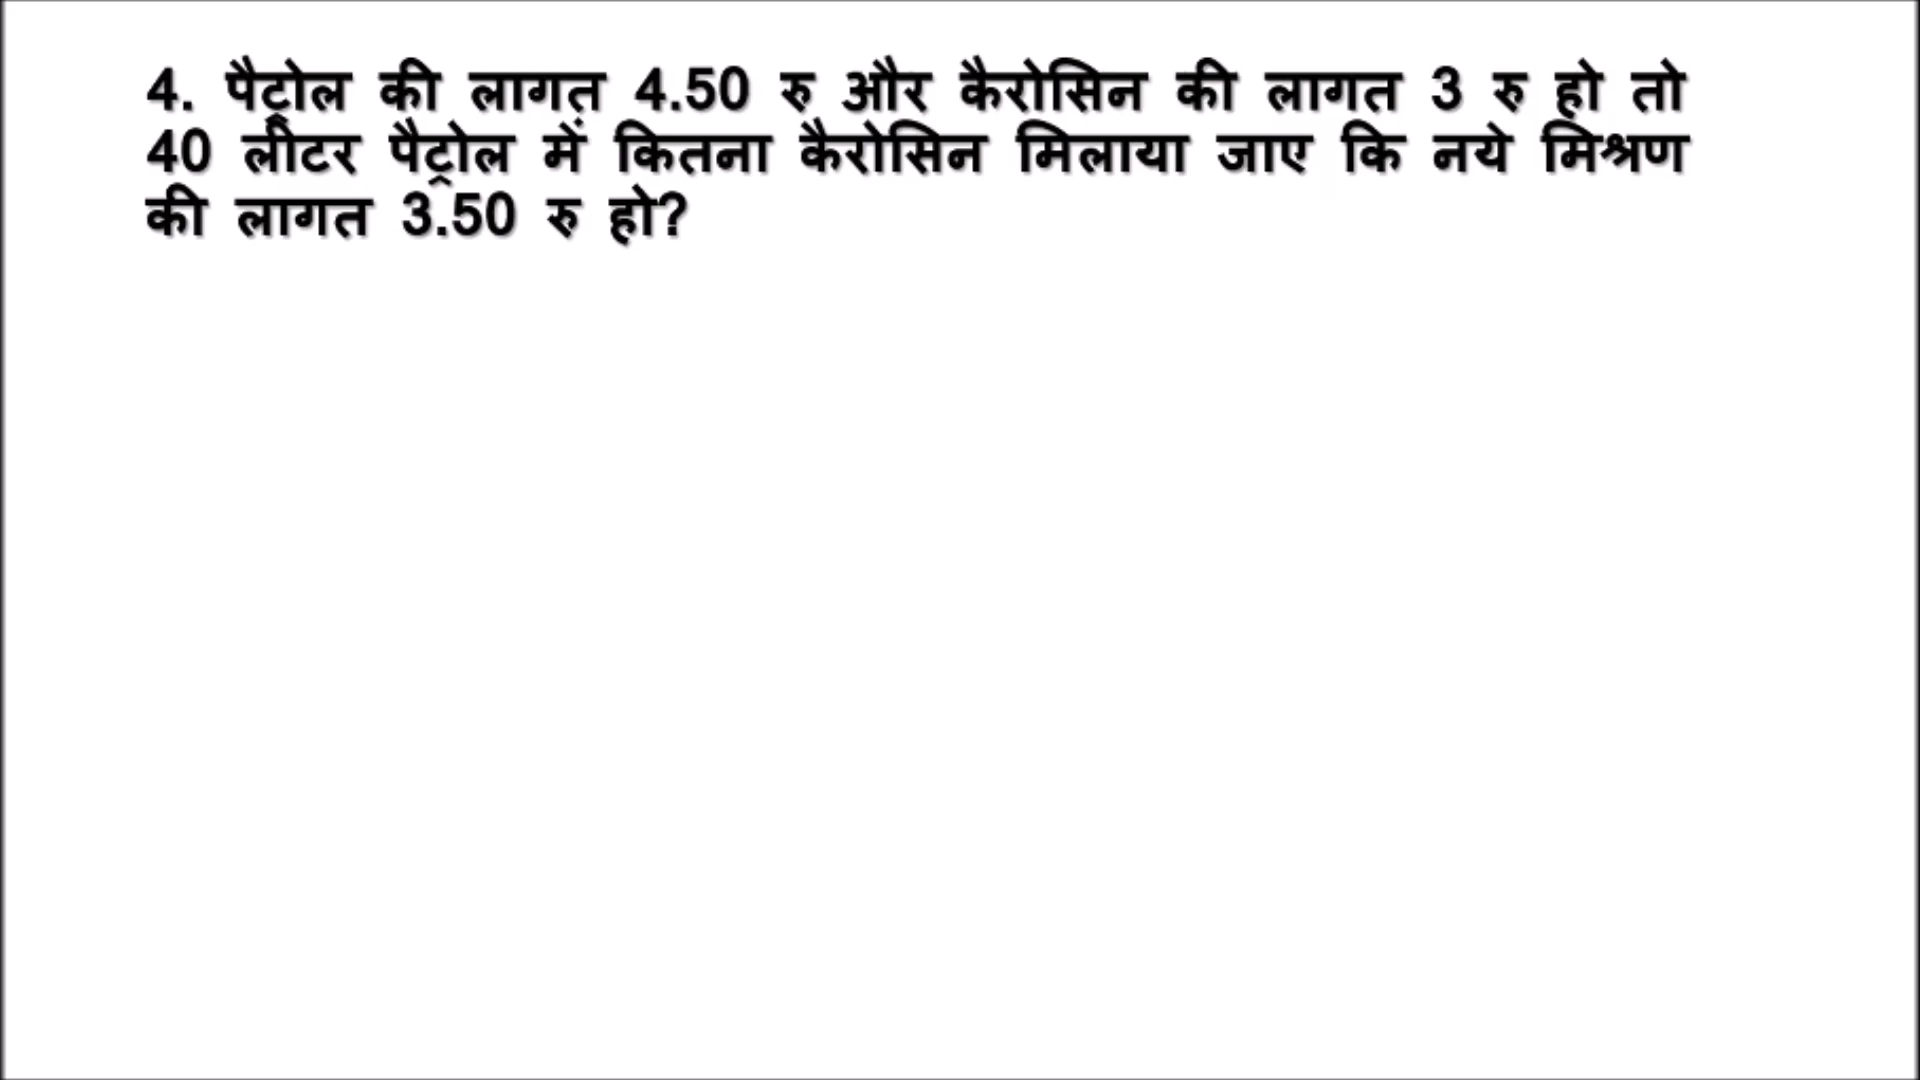 4. पैट्रोल की लागत 4.50 रु और कैरोसिन की लागत 3 रु हो तो
40 लीटर पैट्रोल में कितना कैरोसिन मिलाया जाए कि नये मिश्रण
की लागत 3.50 रु हो?